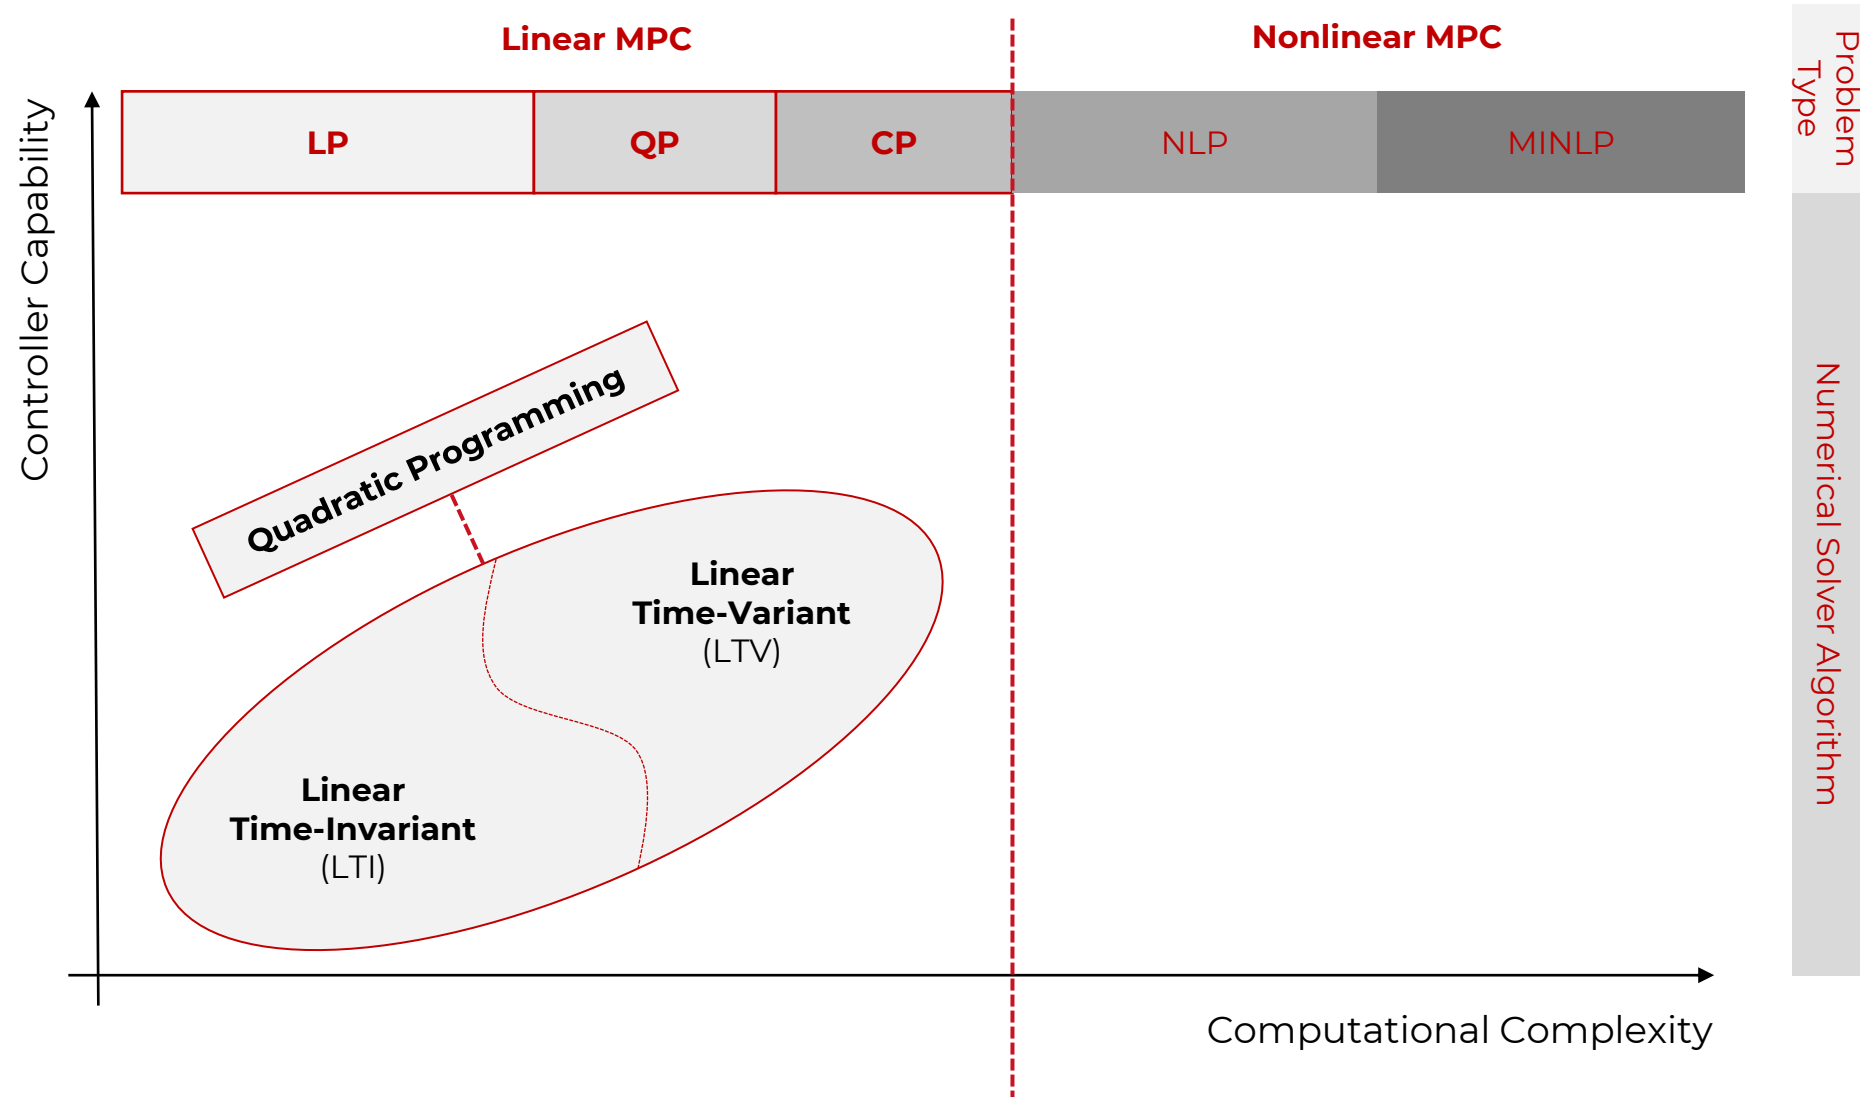 Linear MPC
Nonlinear MPC
Problem
Type
Controller Capability
LP
QP
CP
NLP
MINLP
Quadratic Programming
Linear
Time-Variant
(LTV)
Linear
Time-Invariant
(LTI)
Numerical Solver Algorithm
Computational Complexity